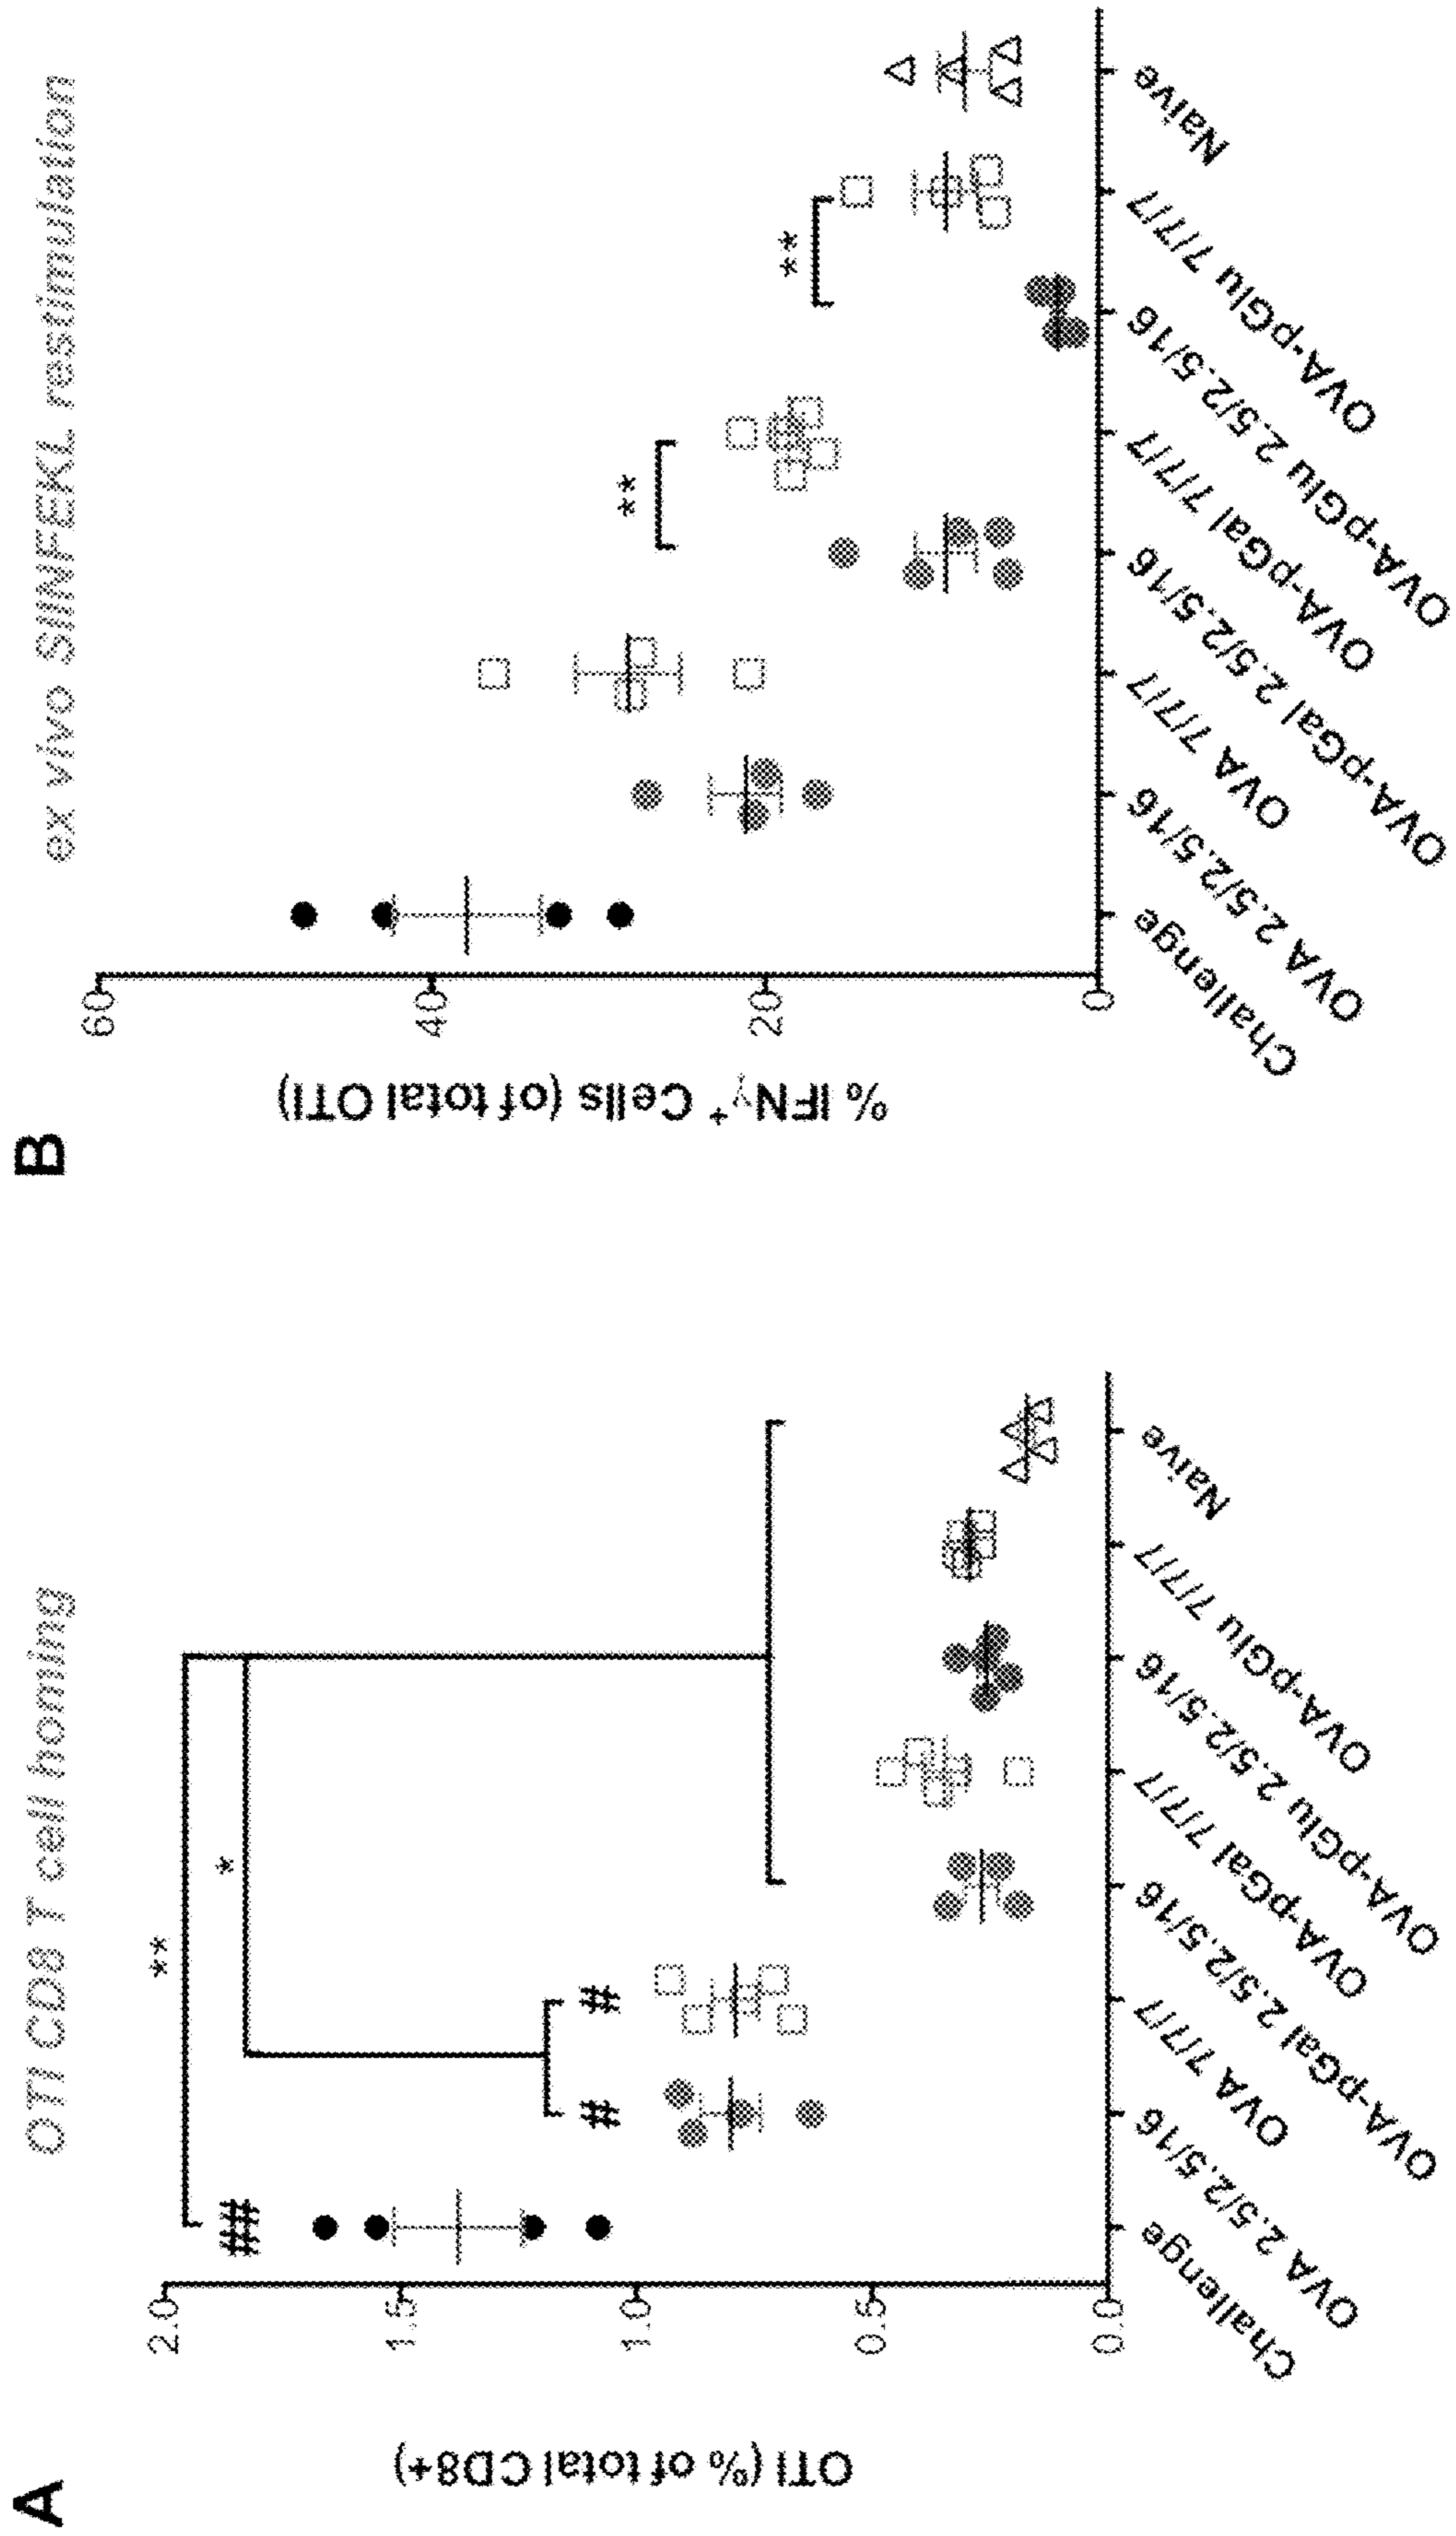 A
OTI CD8 T cell homing
OTI (% of total CD8+)
2.0
1.5
1.0
0.5
0.0
**
*
##
#
#
Challenge
OVA 2.5/2.5/16
OVA 7/7/7
OVA-pGal 2.5/2.5/16
OVA-pGal 7/7/7
OVA-pGlu 2.5/2.5/16
OVA-pGlu 7/7/7
Naive
B
ex vivo SIINFEKL restimulation
% IFNγ⁺ Cells (of total OTI)
60
40
20
0
**
**
Challenge
OVA 2.5/2.5/16
OVA 7/7/7
OVA-pGal 2.5/2.5/16
OVA-pGal 7/7/7
OVA-pGlu 2.5/2.5/16
OVA-pGlu 7/7/7
Naive